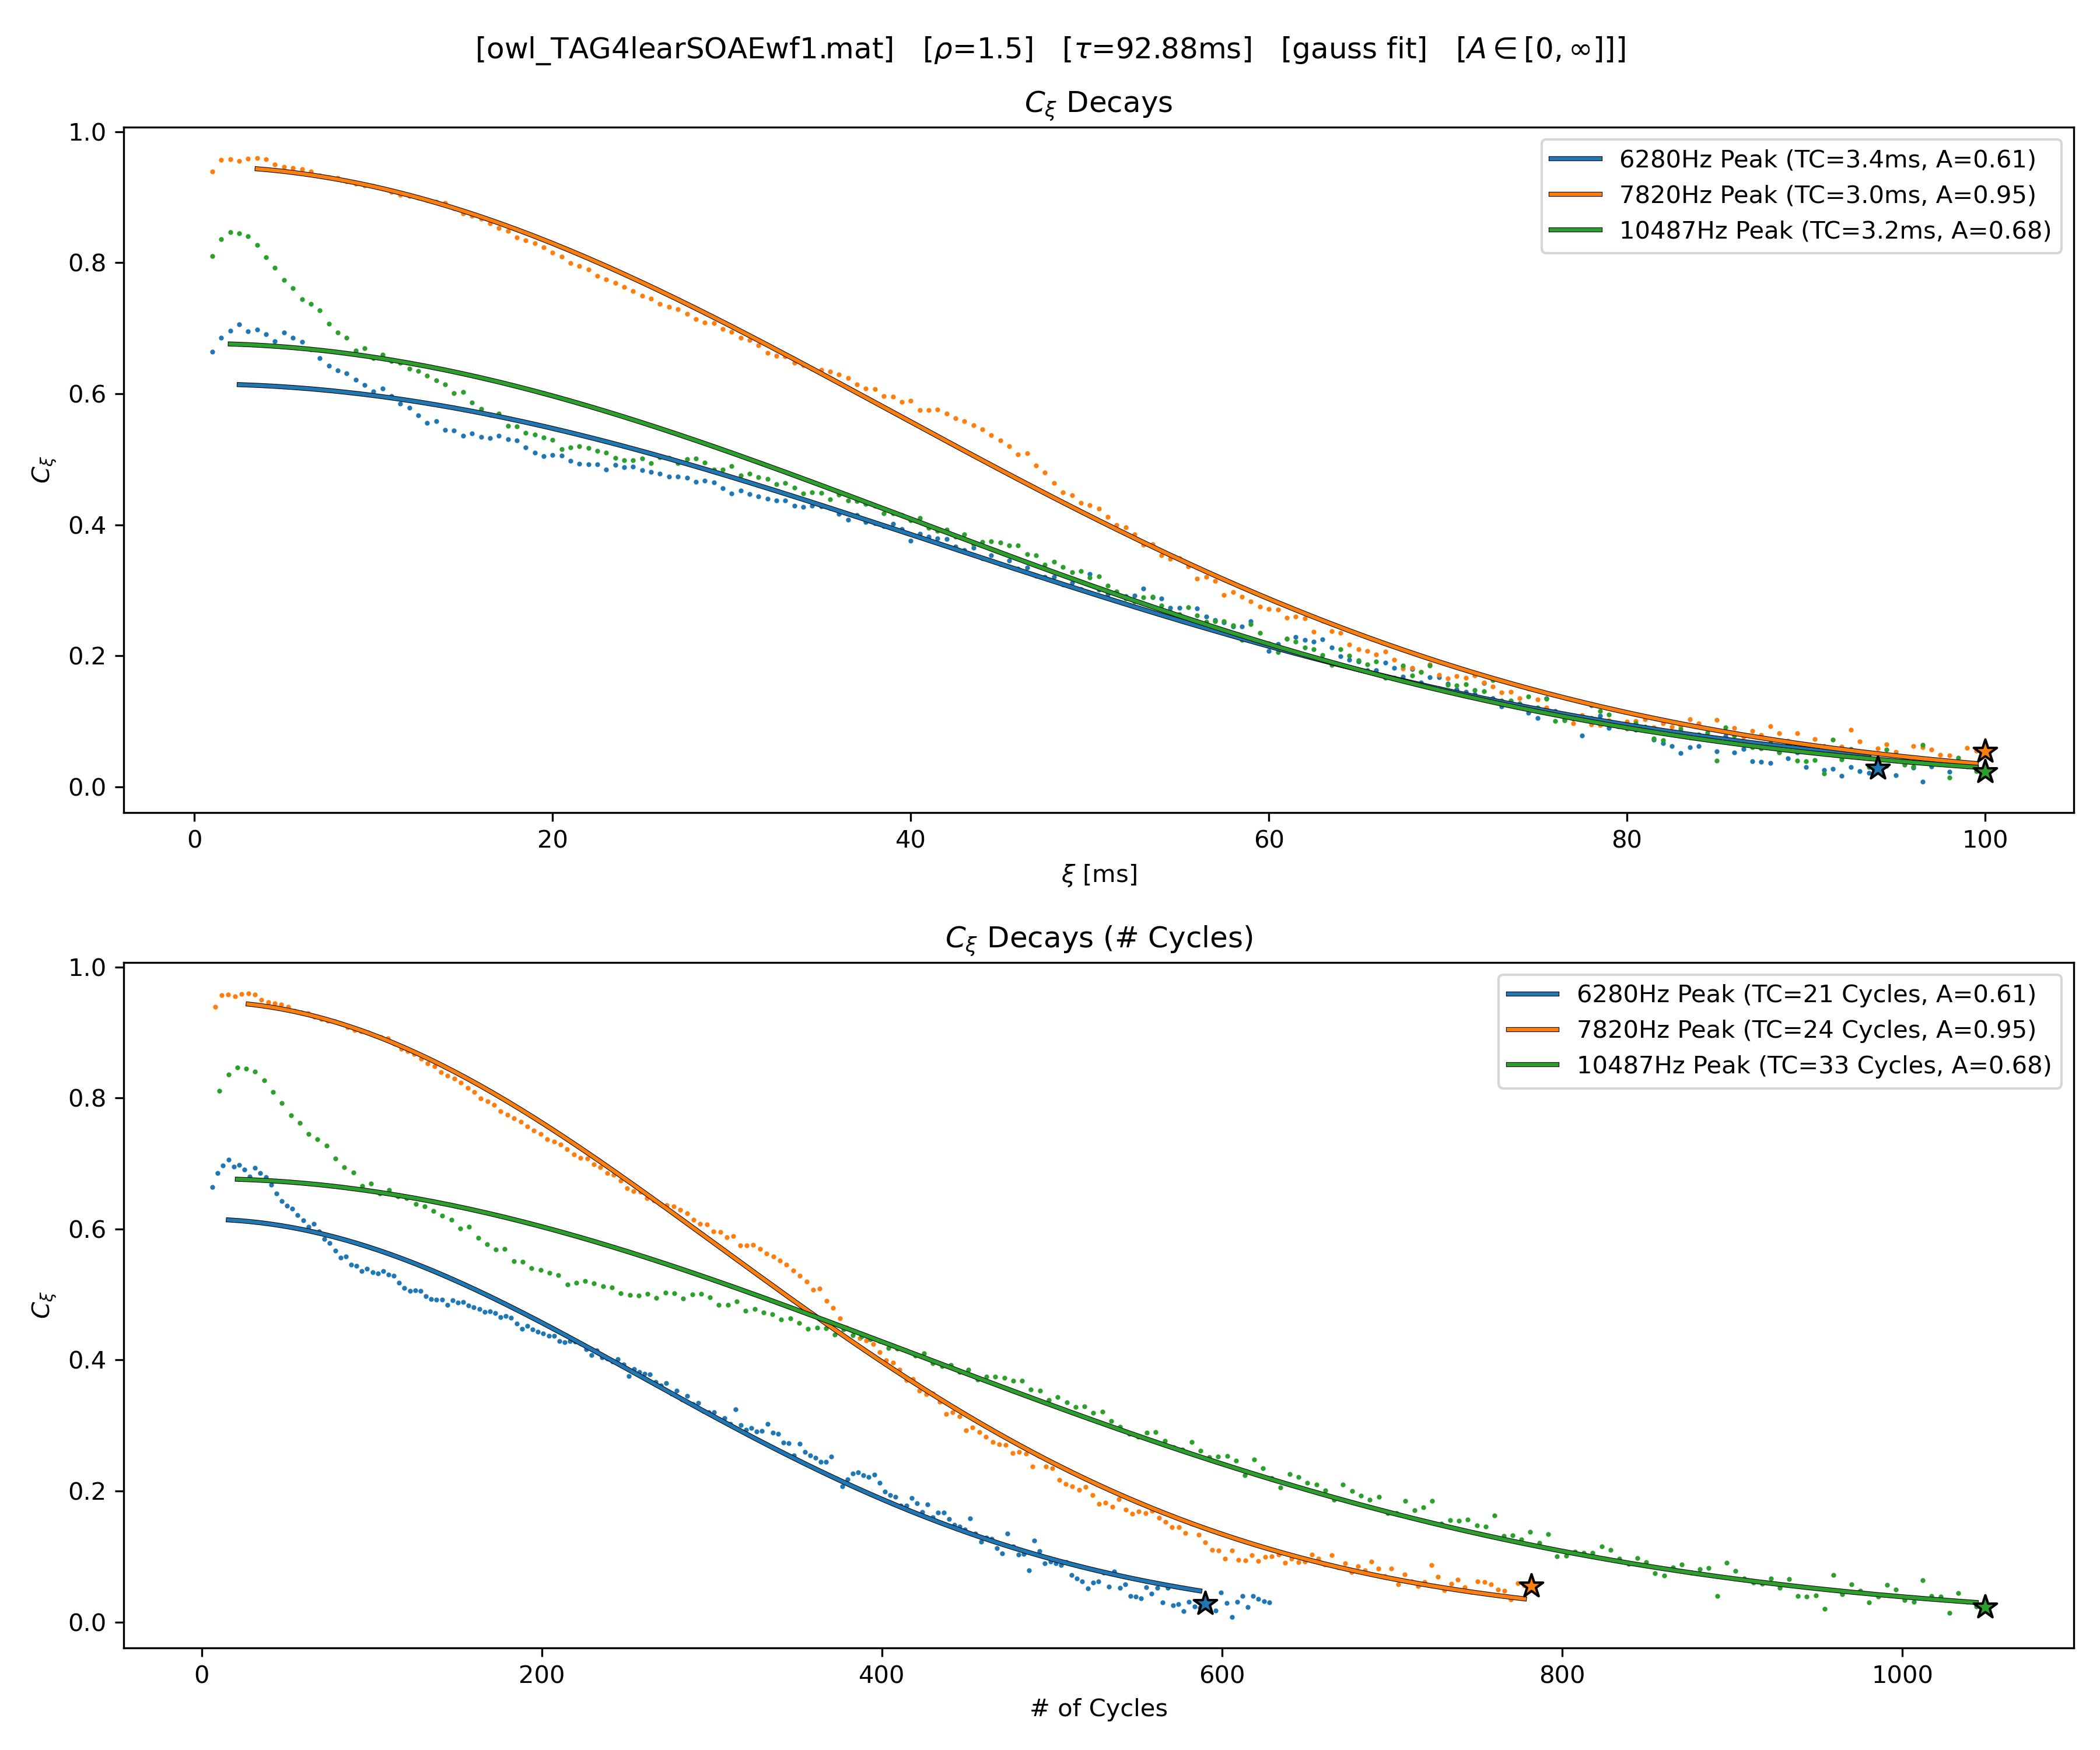 [owl_TAG4learSOAEwf1.mat] [ρ=1.5] [τ=92.88ms] [gauss fit] [A ∈ [0, ∞]]]
C_ξ Decays
1.0
0.8
0.6
0.4
0.2
0.0
C_ξ
6280Hz Peak (TC=3.4ms, A=0.61)
7820Hz Peak (TC=3.0ms, A=0.95)
10487Hz Peak (TC=3.2ms, A=0.68)
0 20 40 60 80 100
ξ [ms]
C_ξ Decays (# Cycles)
1.0
0.8
0.6
0.4
0.2
0.0
C_ξ
6280Hz Peak (TC=21 Cycles, A=0.61)
7820Hz Peak (TC=24 Cycles, A=0.95)
10487Hz Peak (TC=33 Cycles, A=0.68)
0 200 400 600 800 1000
# of Cycles